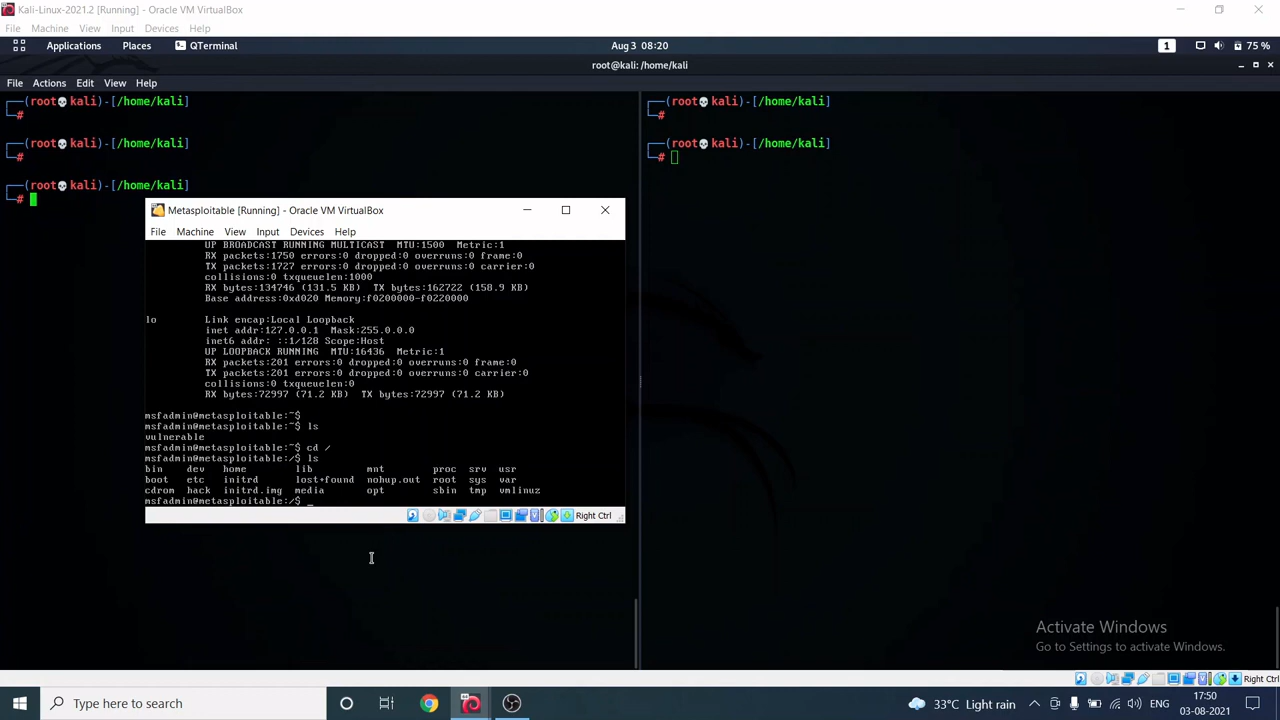 Kali-Linux-2021.2 [Running] - Oracle VM VirtualBox
File Machine View Input Devices Help
Applications Places QTerminal Aug 3 08:20 1 75 %
root@kali: /home/kali
File Actions Edit View Help
┌──(root💀kali)-[/home/kali]
└─#
┌──(root💀kali)-[/home/kali]
└─#
┌──(root💀kali)-[/home/kali]
└─#
┌──(root💀kali)-[/home/kali]
└─#
┌──(root💀kali)-[/home/kali]
└─#
Metasploitable [Running] - Oracle VM VirtualBox
File Machine View Input Devices Help
UP BROADCAST RUNNING MULTICAST MTU:1500 Metric:1
RX packets:1750 errors:0 dropped:0 overruns:0 frame:0
TX packets:1727 errors:0 dropped:0 overruns:0 carrier:0
collisions:0 txqueuelen:1000
RX bytes:134746 (131.5 KB) TX bytes:162722 (158.9 KB)
Base address:0xd020 Memory:f0200000-f0220000
lo Link encap:Local Loopback
inet addr:127.0.0.1 Mask:255.0.0.0
inet6 addr: ::1/128 Scope:Host
UP LOOPBACK RUNNING MTU:16436 Metric:1
RX packets:201 errors:0 dropped:0 overruns:0 frame:0
TX packets:201 errors:0 dropped:0 overruns:0 carrier:0
collisions:0 txqueuelen:0
RX bytes:72997 (71.2 KB) TX bytes:72997 (71.2 KB)
msfadmin@metasploitable:~$
msfadmin@metasploitable:~$ ls
vulnerable
msfadmin@metasploitable:~$ cd /
msfadmin@metasploitable:/$ ls
bin dev home lib mnt proc srv usr
boot etc initrd lost+found nohup.out root sys var
cdrom hack initrd.img media opt sbin tmp vmlinuz
msfadmin@metasploitable:/$ _
Right Ctrl
Activate Windows
Go to Settings to activate Windows.
Right Ctrl
Type here to search
33°C Light rain
17:50
03-08-2021